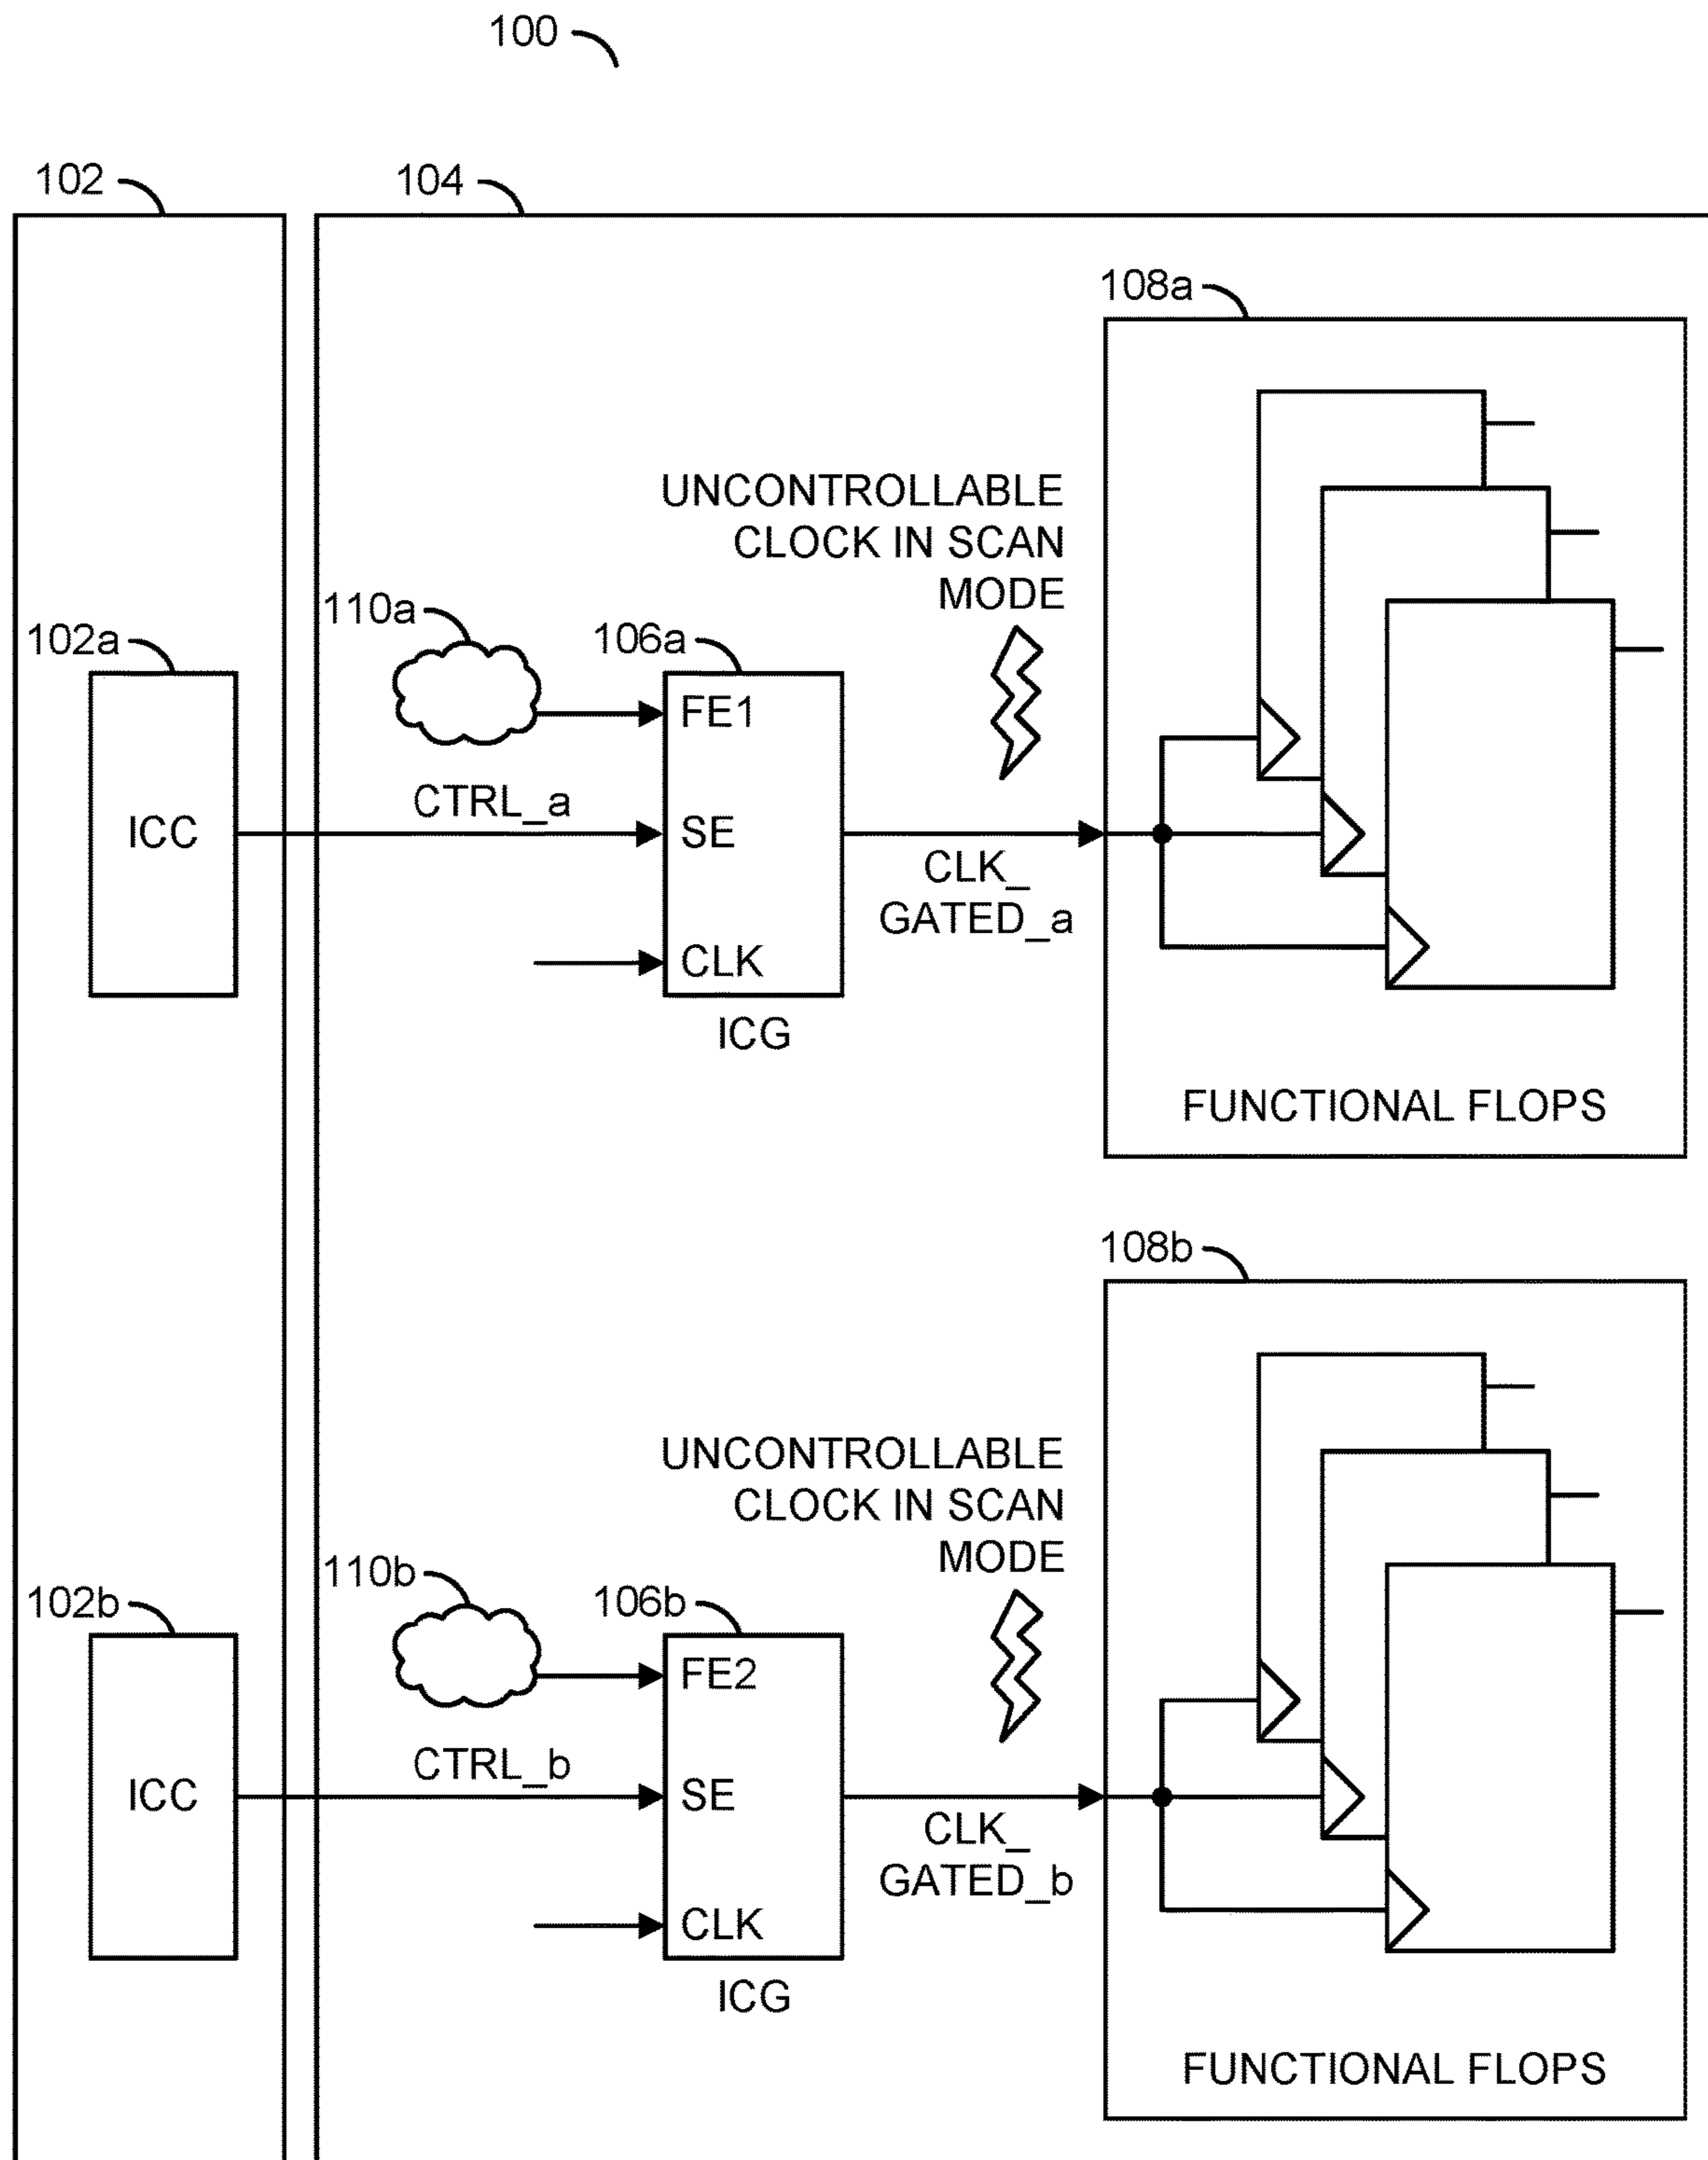 100
102
104
108a
UNCONTROLLABLE
CLOCK IN SCAN
MODE
110a
102a
106a
FE1
CTRL_a
ICC
SE
CLK_
GATED_a
CLK
ICG
FUNCTIONAL FLOPS
108b
UNCONTROLLABLE
CLOCK IN SCAN
MODE
110b
102b
106b
FE2
CTRL_b
ICC
SE
CLK_
GATED_b
CLK
ICG
FUNCTIONAL FLOPS